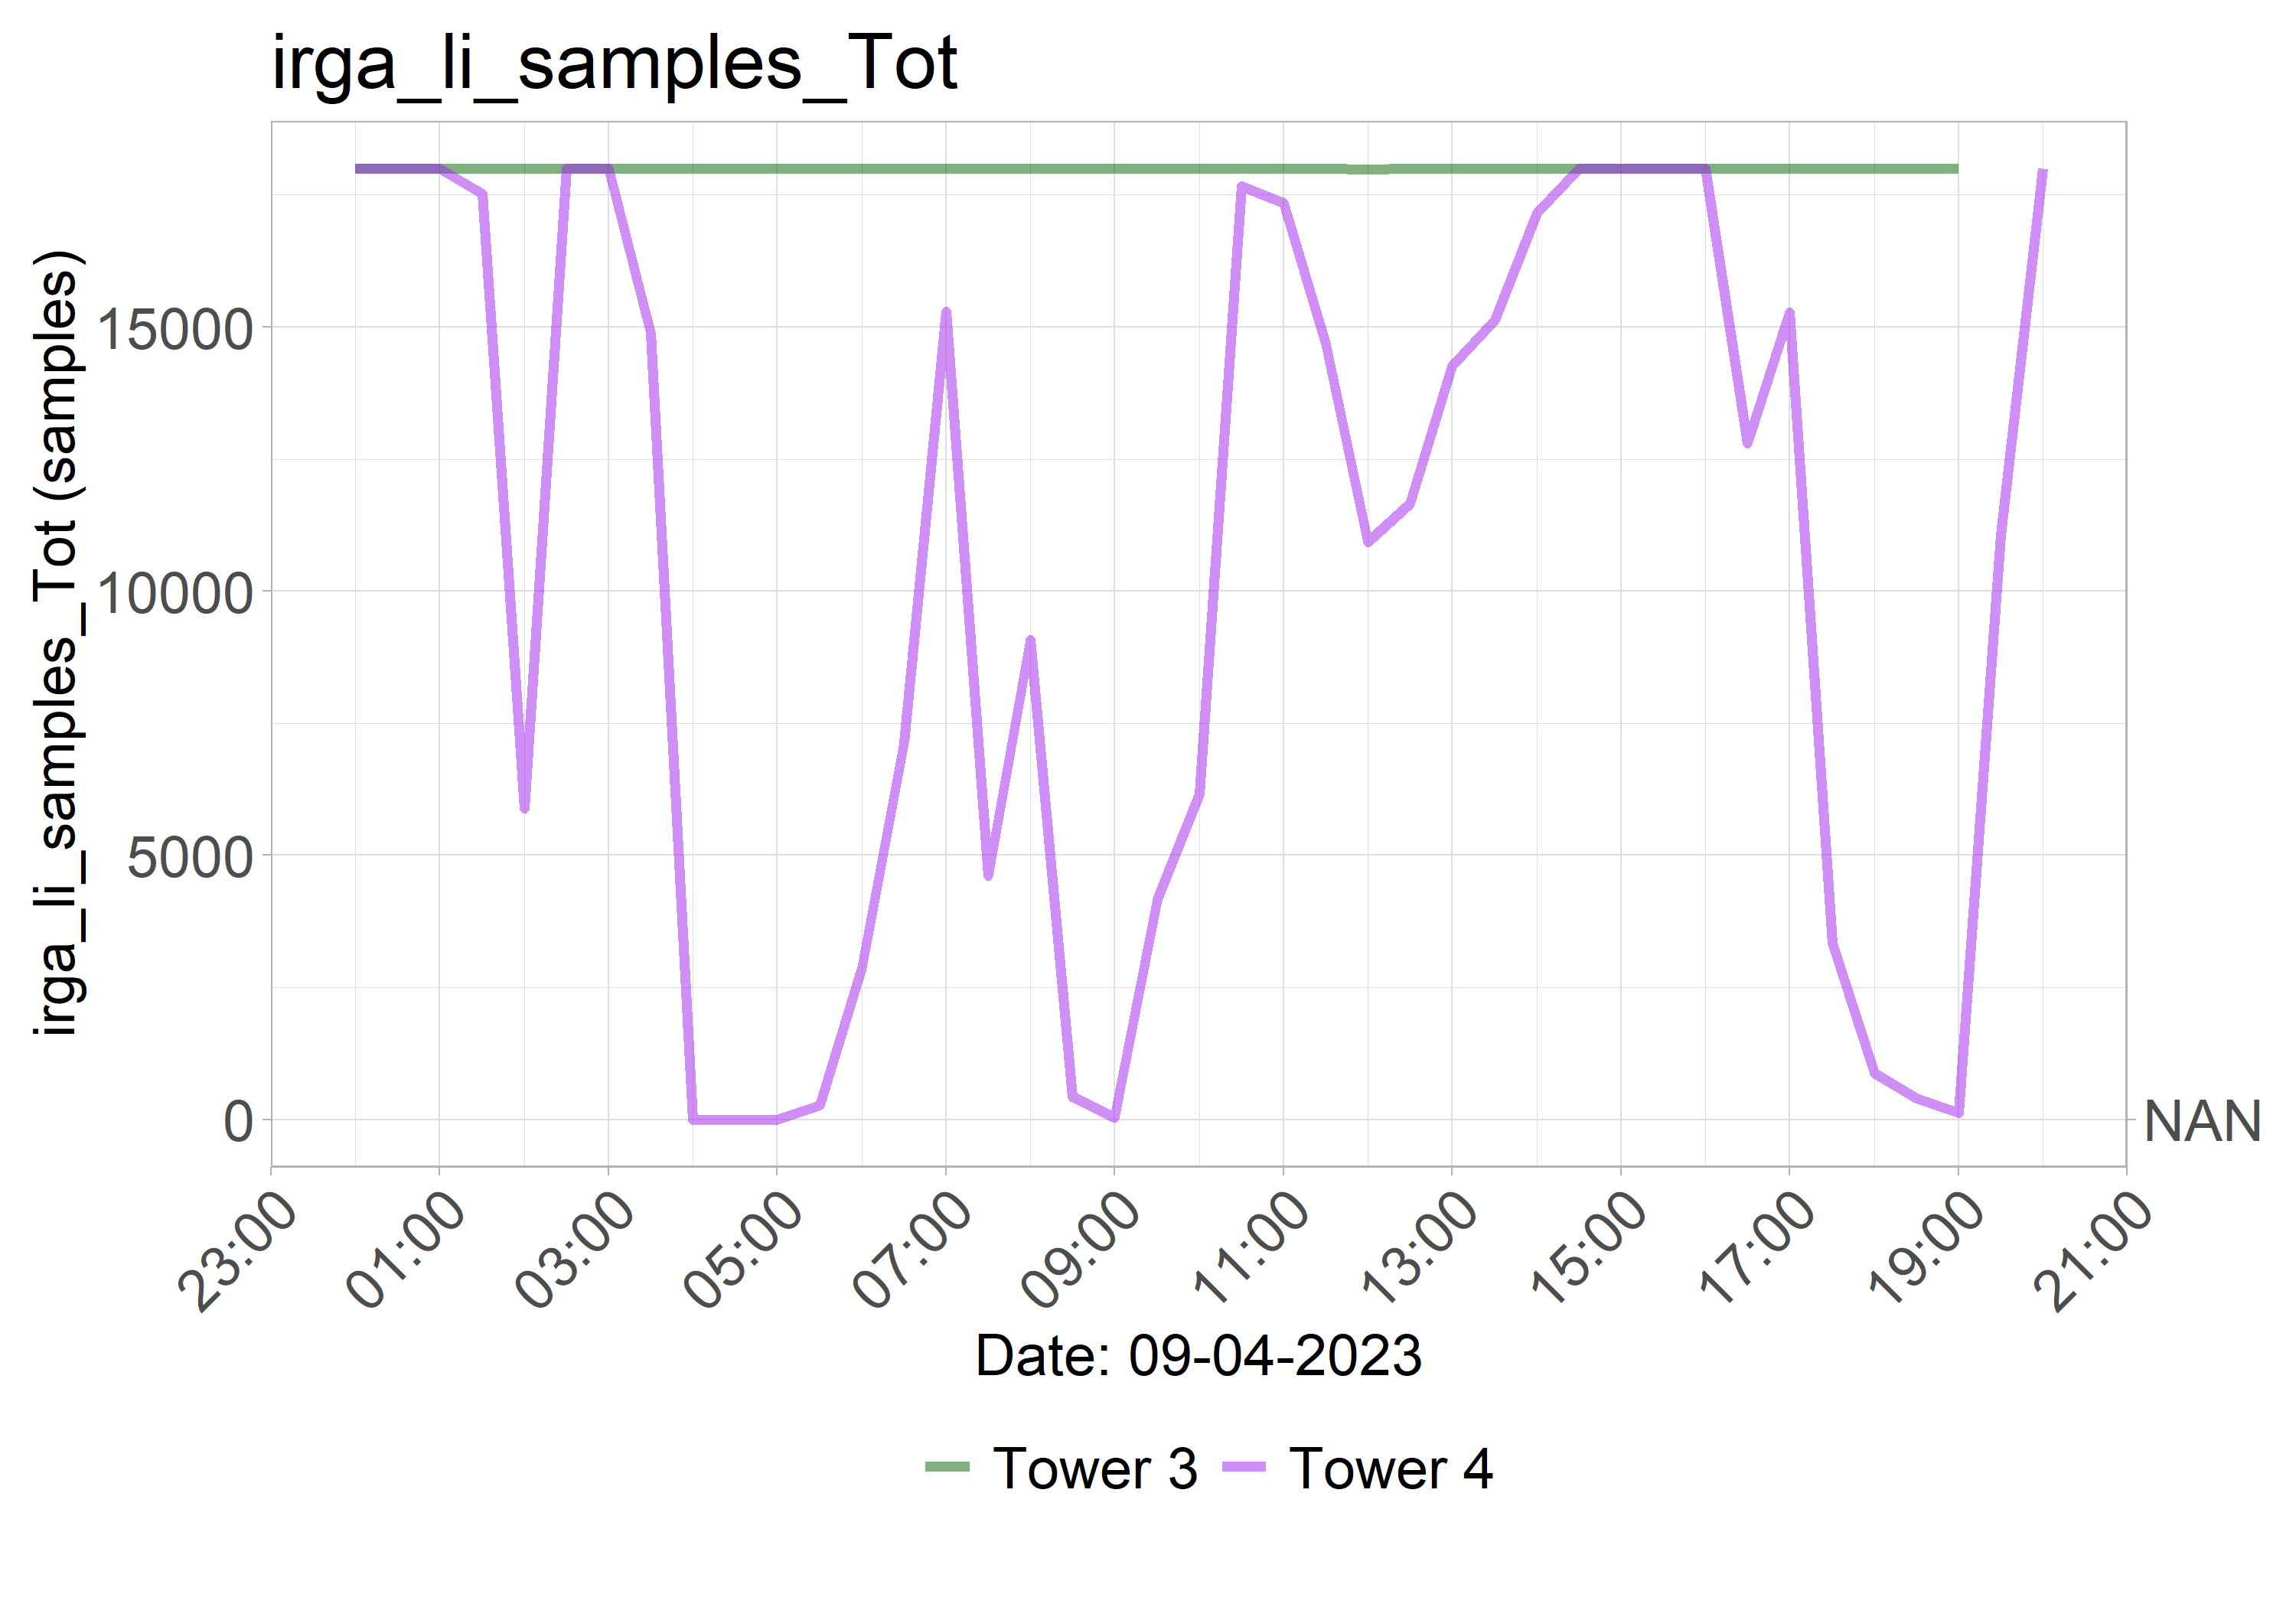 irga_li_samples_Tot
irga_li_samples_Tot (samples)
15000
10000
5000
0
NAN
23:00
01:00
03:00
05:00
07:00
09:00
11:00
13:00
15:00
17:00
19:00
21:00
Date: 09-04-2023
Tower 3
Tower 4